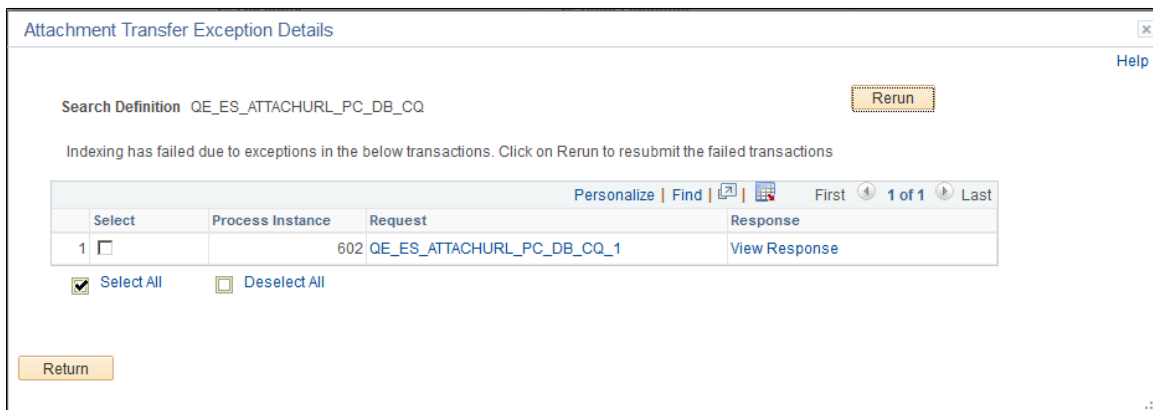 Attachment Transfer Exception Details
Help
Search Definition QE_ES_ATTACHURL_PC_DB_CQ
Rerun
Indexing has failed due to exceptions in the below transactions. Click on Rerun to resubmit the failed transactions
Personalize | Find | | First 1 of 1 Last
Select Process Instance Request Response
1 602 QE_ES_ATTACHURL_PC_DB_CQ_1 View Response
Select All Deselect All
Return